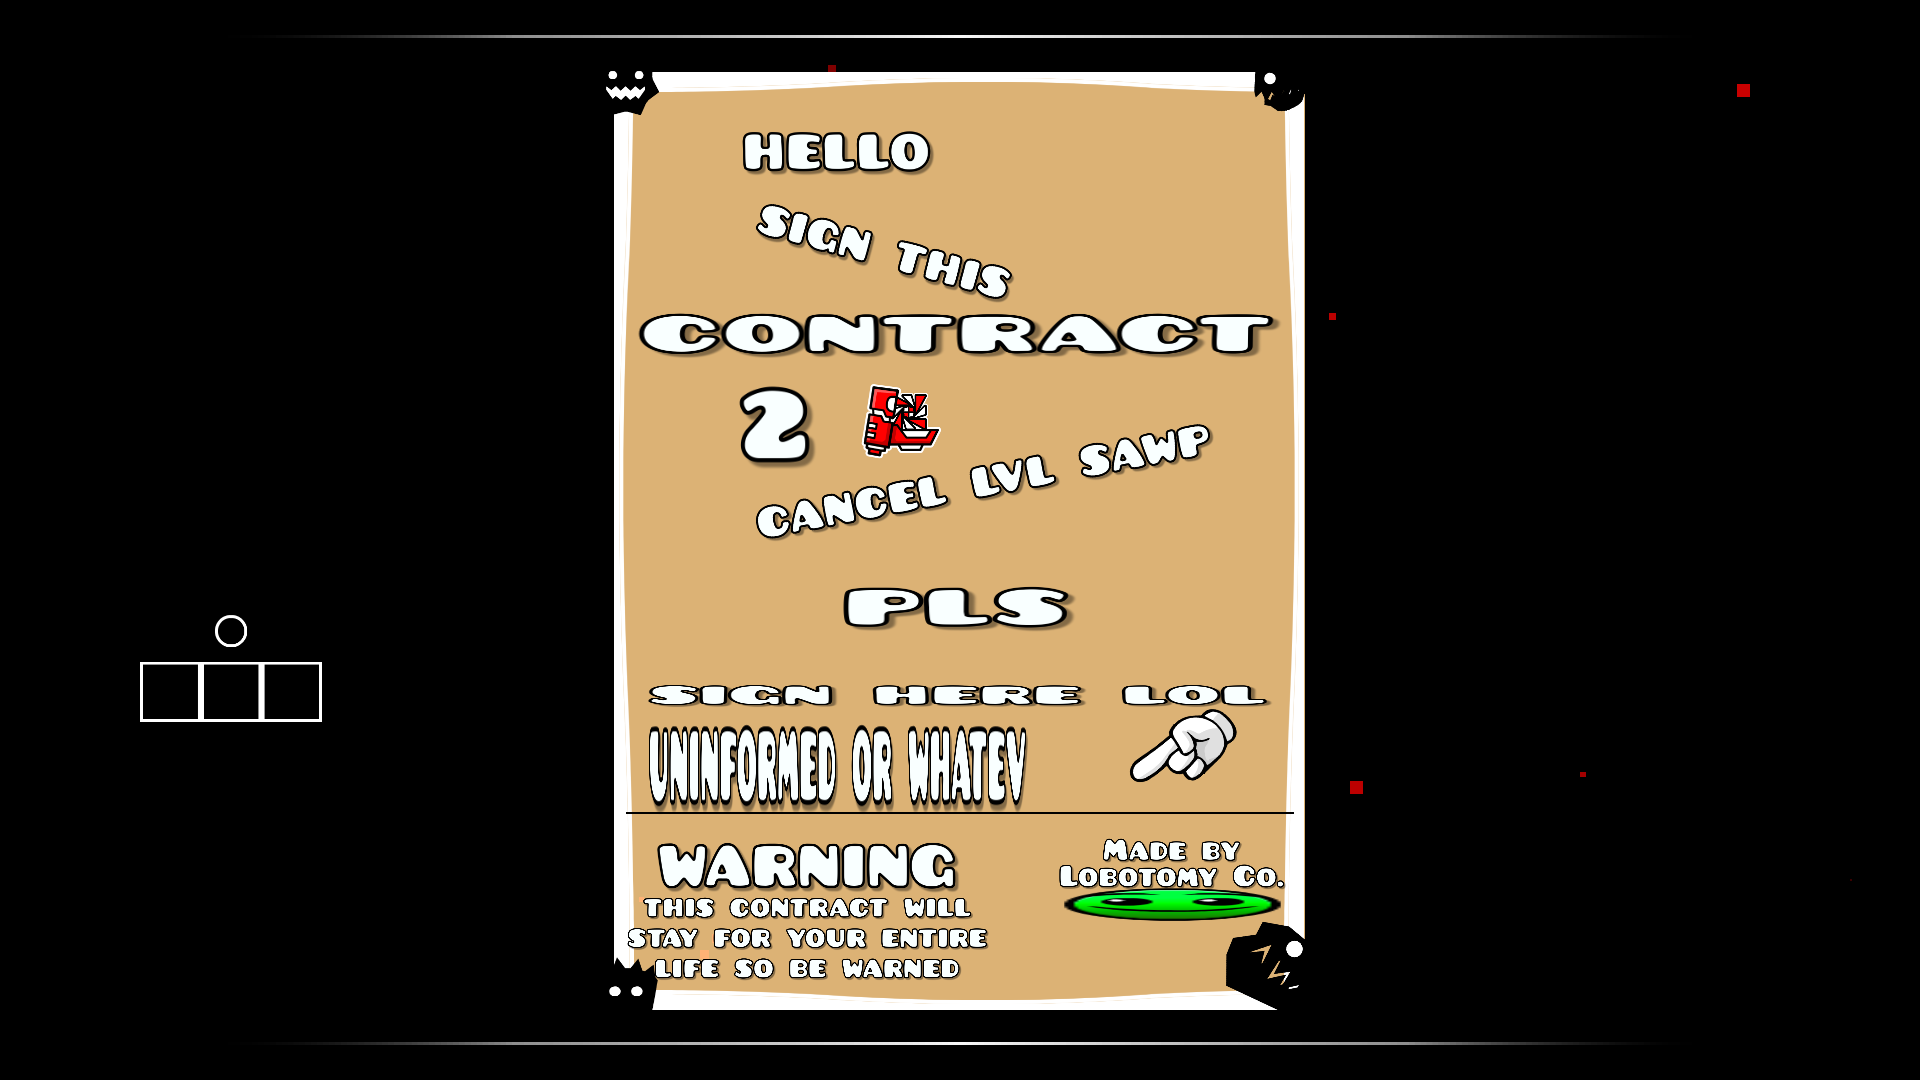 HELLO
SIGN THIS
CONTRACT
2
CANCEL LVL SAWP
PLS
SIGN HERE LOL
UNINFORMED OR WHATEV
WARNING
THIS CONTRACT WILL
STAY FOR YOUR ENTIRE
LIFE SO BE WARNED
MADE BY
LOBOTOMY CO.